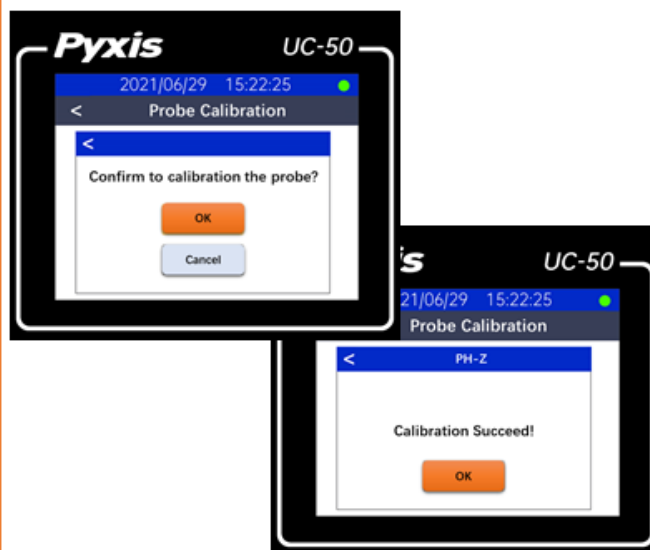 Pyxis UC-50
2021/06/29 15:22:25
< Probe Calibration
<
Confirm to calibration the probe?
OK
Cancel
is UC-50
21/06/29 15:22:25
Probe Calibration
< PH-Z
Calibration Succeed!
OK